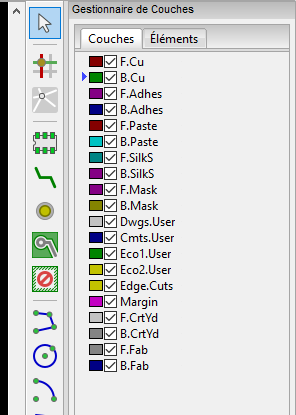 Gestionnaire de Couches
Couches Éléments
F.Cu
B.Cu
F.Adhes
B.Adhes
F.Paste
B.Paste
F.SilkS
B.SilkS
F.Mask
B.Mask
Dwgs.User
Cmts.User
Eco1.User
Eco2.User
Edge.Cuts
Margin
F.CrtYd
B.CrtYd
F.Fab
B.Fab